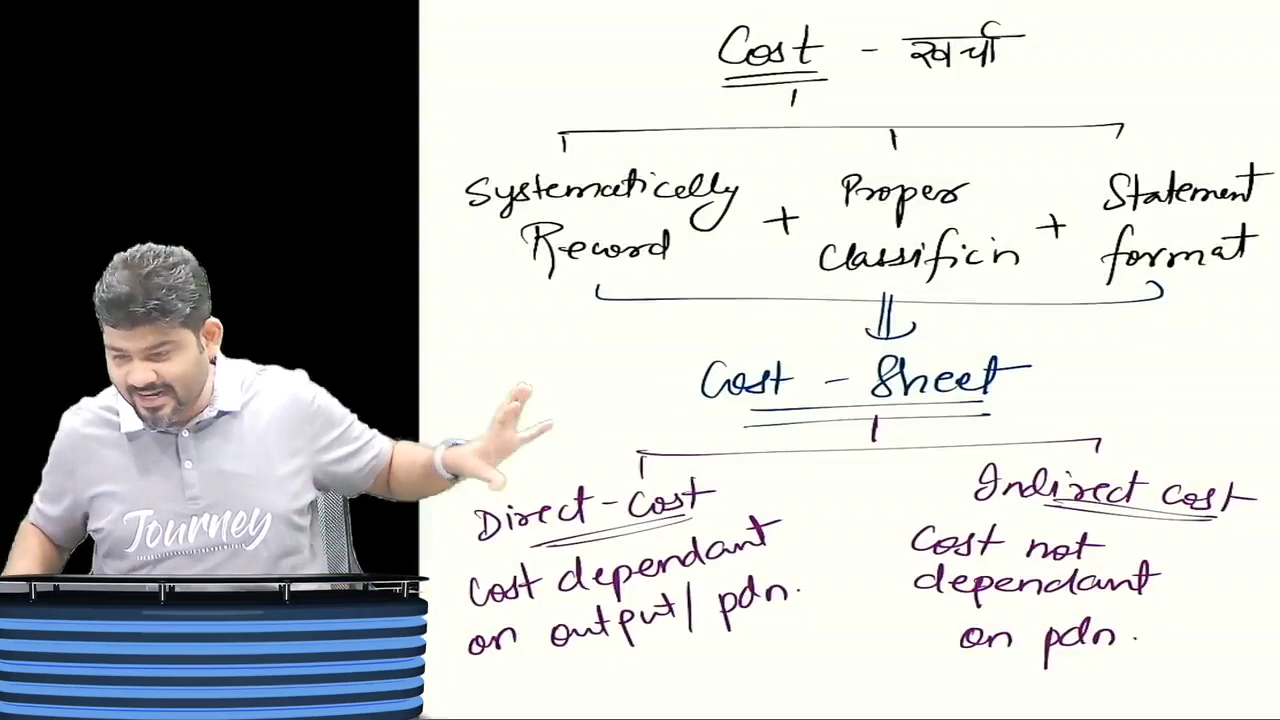 Cost - खर्चा
Systematically + Proper + Statement
Record Classific'n format
Cost - Sheet
Direct - Cost
Cost dependant
on output / pdn.
Indirect cost
Cost not
dependant
on pdn.
Journey